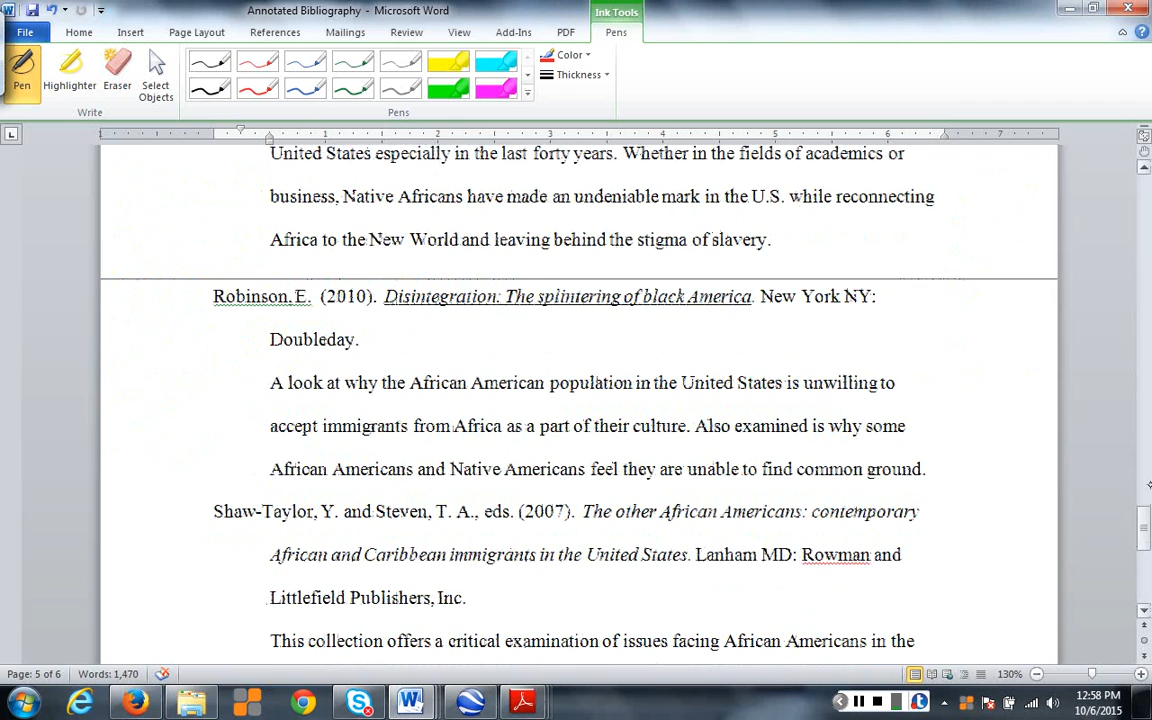 Annotated Bibliography - Microsoft Word
Ink Tools
File Home Insert Page Layout References Mailings Review View Add-Ins PDF Pens
Pen Highlighter Eraser Select Objects
Color
Thickness
Write
Pens
1 1 2 3 4 5 6 7
United States especially in the last forty years. Whether in the fields of academics or
business, Native Africans have made an undeniable mark in the U.S. while reconnecting
Africa to the New World and leaving behind the stigma of slavery.
Robinson, E. (2010). Disintegration: The splintering of black America. New York NY:
Doubleday.
A look at why the African American population in the United States is unwilling to
accept immigrants from Africa as a part of their culture. Also examined is why some
African Americans and Native Americans feel they are unable to find common ground.
Shaw-Taylor, Y. and Steven, T. A., eds. (2007). The other African Americans: contemporary
African and Caribbean immigrants in the United States. Lanham MD: Rowman and
Littlefield Publishers, Inc.
This collection offers a critical examination of issues facing African Americans in the
Page: 5 of 6 Words: 1,470 130%
12:58 PM
10/6/2015